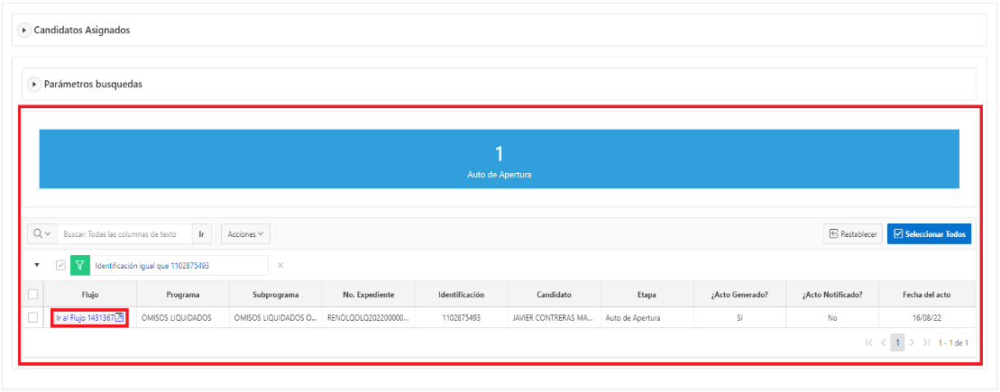 Candidatos Asignados
Parámetros busquedas
1
Auto de Apertura
Buscar: Todas las columnas de texto Ir Acciones Restablecer Seleccionar Todos
Identificación igual que 1102875493
Flujo Programa Subprograma No. Expediente Identificación Candidato Etapa ¿Acto Generado? ¿Acto Notificado? Fecha del acto
Ir al Flujo 1431367 OMISOS LIQUIDADOS OMISOS LIQUIDADOS O... RENOLQOLQ202200000... 1102875493 JAVIER CONTRERAS MA... Auto de Apertura Sí No 16/08/22
1 1 - 1 de 1